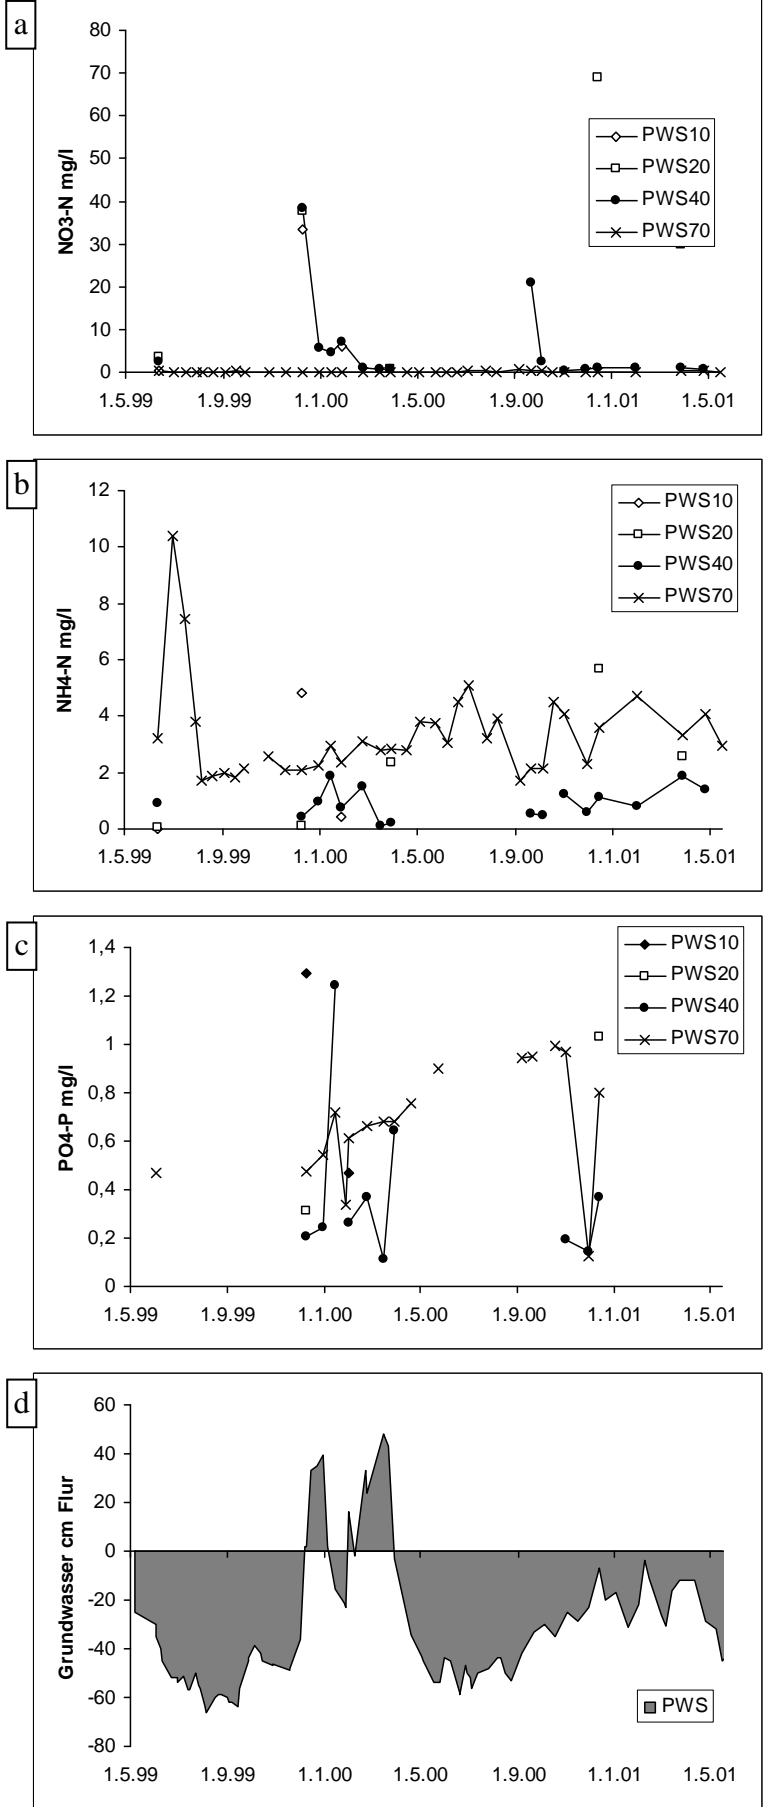 a
80
70
60
50
40
30
20
10
0
NO3-N mg/l
PWS10
PWS20
PWS40
PWS70
1.5.99 1.9.99 1.1.00 1.5.00 1.9.00 1.1.01 1.5.01
b
12
10
8
6
4
2
0
NH4-N mg/l
PWS10
PWS20
PWS40
PWS70
1.5.99 1.9.99 1.1.00 1.5.00 1.9.00 1.1.01 1.5.01
c
1,4
1,2
1
0,8
0,6
0,4
0,2
0
PO4-P mg/l
PWS10
PWS20
PWS40
PWS70
1.5.99 1.9.99 1.1.00 1.5.00 1.9.00 1.1.01 1.5.01
d
60
40
20
0
-20
-40
-60
-80
Grundwasser cm Flur
PWS
1.5.99 1.9.99 1.1.00 1.5.00 1.9.00 1.1.01 1.5.01